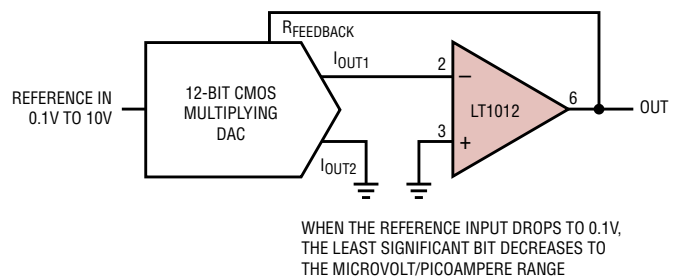 RFEEDBACK
IOUT1
2
REFERENCE IN
0.1V TO 10V
12-BIT CMOS
MULTIPLYING
DAC
−
LT1012
6
OUT
3
+
IOUT2
WHEN THE REFERENCE INPUT DROPS TO 0.1V,
THE LEAST SIGNIFICANT BIT DECREASES TO
THE MICROVOLT/PICOAMPERE RANGE